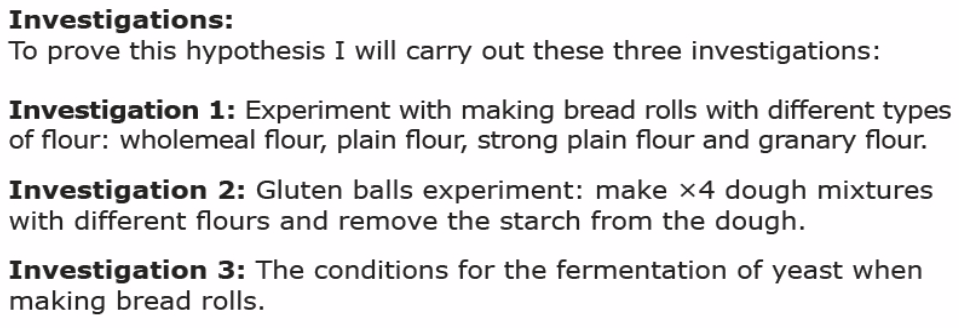 Investigations:
To prove this hypothesis I will carry out these three investigations:
Investigation 1: Experiment with making bread rolls with different types
of flour: wholemeal flour, plain flour, strong plain flour and granary flour.
Investigation 2: Gluten balls experiment: make ×4 dough mixtures
with different flours and remove the starch from the dough.
Investigation 3: The conditions for the fermentation of yeast when
making bread rolls.